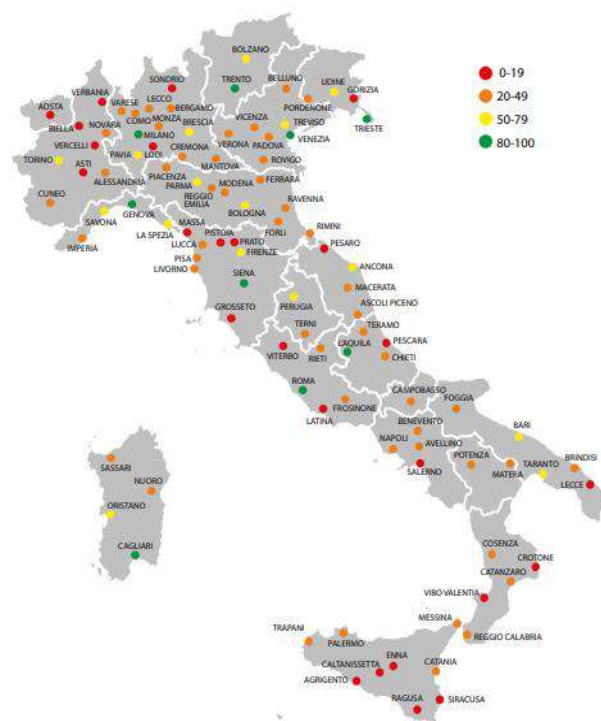 BOLZANO
0-19
20-49
50-79
80-100
SONDRIO
TRENTO
BELLUNO
UDINE
GORIZIA
VERBANIA
PORDENONE
AOSTA
VARESE
LECCO
BERGAMO
TRIESTE
COMO
MONZA
VICENZA
TREVISO
BIELLA
NOVARA
MILANO
BRESCIA
VENEZIA
VERCELLI
LODI
CREMONA
VERONA
PADOVA
TORINO
ASTI
PAVIA
MANTOVA
ROVIGO
ALESSANDRIA
PIACENZA
PARMA
MODENA
FERRARA
CUNEO
REGGIO
EMILIA
RAVENNA
SAVONA
GENOVA
BOLOGNA
IMPERIA
LA SPEZIA
MASSA
FORLI
RIMINI
PISTOIA
PRATO
PESARO
LUCCA
FIRENZE
PISA
LIVORNO
ANCONA
SIENA
MACERATA
GROSSETO
PERUGIA
ASCOLI PICENO
TERNI
TERAMO
VITERBO
RIETI
L'AQUILA
PESCARA
CHIETI
ROMA
CAMPOBASSO
FOGGIA
LATINA
FROSINONE
BENEVENTO
BARI
NAPOLI
AVELLINO
POTENZA
BRINDISI
SALERNO
MATERA
TARANTO
LECCE
SASSARI
NUORO
ORISTANO
CAGLIARI
COSENZA
CROTONE
CATANZARO
VIBO VALENTIA
MESSINA
TRAPANI
PALERMO
REGGIO CALABRIA
ENNA
CALTANISSETTA
CATANIA
AGRIGENTO
RAGUSA
SIRACUSA